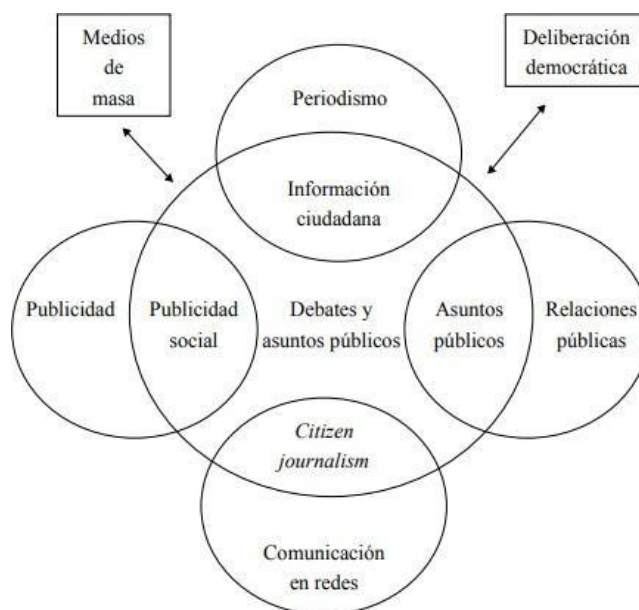 Medios
de
masa
Deliberación
democrática
Periodismo
Información
ciudadana
Publicidad
Publicidad
social
Debates y
asuntos públicos
Asuntos
públicos
Relaciones
públicas
Citizen
journalism
Comunicación
en redes